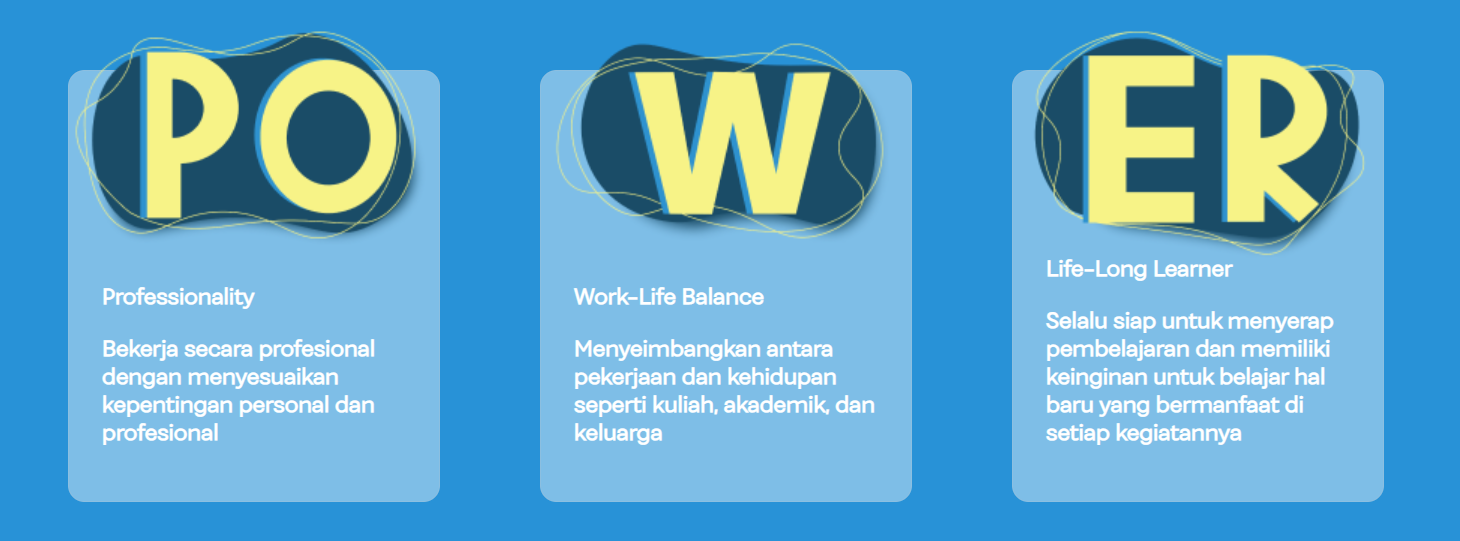 PO
Professionality
Bekerja secara profesional
dengan menyesuaikan
kepentingan personal dan
profesional
W
Work-Life Balance
Menyeimbangkan antara
pekerjaan dan kehidupan
seperti kuliah, akademik, dan
keluarga
ER
Life-Long Learner
Selalu siap untuk menyerap
pembelajaran dan memiliki
keinginan untuk belajar hal
baru yang bermanfaat di
setiap kegiatannya